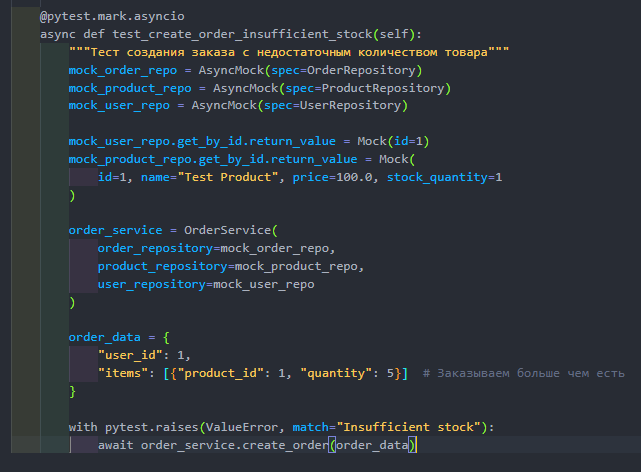 @pytest.mark.asyncio
async def test_create_order_insufficient_stock(self):
    """Тест создания заказа с недостаточным количеством товара"""
    mock_order_repo = AsyncMock(spec=OrderRepository)
    mock_product_repo = AsyncMock(spec=ProductRepository)
    mock_user_repo = AsyncMock(spec=UserRepository)

    mock_user_repo.get_by_id.return_value = Mock(id=1)
    mock_product_repo.get_by_id.return_value = Mock(
        id=1, name="Test Product", price=100.0, stock_quantity=1
    )

    order_service = OrderService(
        order_repository=mock_order_repo,
        product_repository=mock_product_repo,
        user_repository=mock_user_repo
    )

    order_data = {
        "user_id": 1,
        "items": [{"product_id": 1, "quantity": 5}]  # Заказываем больше чем есть
    }

    with pytest.raises(ValueError, match="Insufficient stock"):
        await order_service.create_order(order_data)